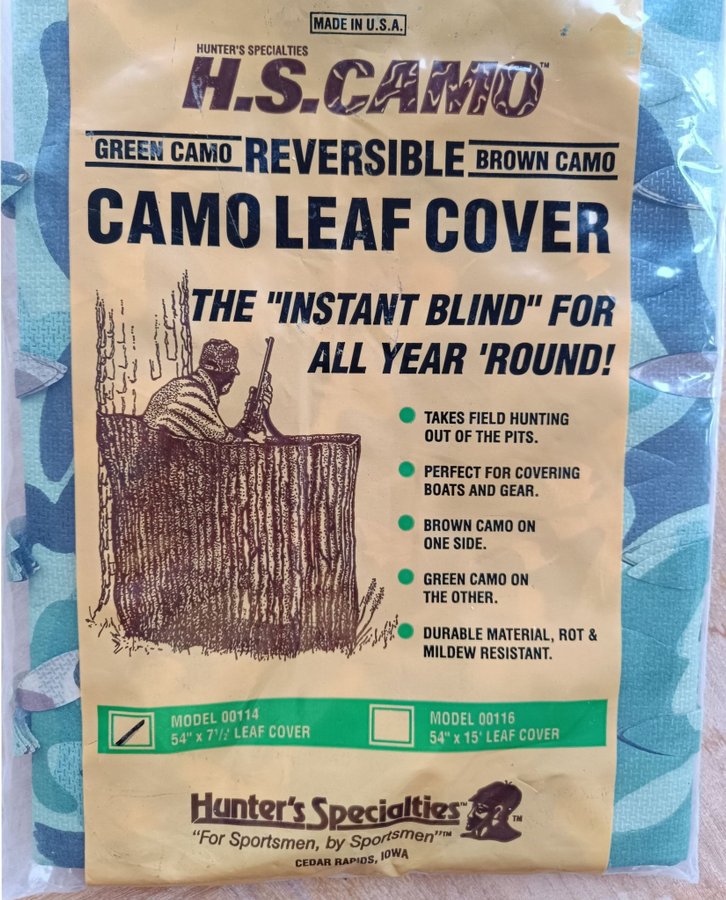 MADE IN U.S.A.
HUNTER'S SPECIALTIES
H.S.CAMO™
GREEN CAMO REVERSIBLE BROWN CAMO
CAMO LEAF COVER
THE "INSTANT BLIND" FOR
ALL YEAR 'ROUND!
TAKES FIELD HUNTING
OUT OF THE PITS.
PERFECT FOR COVERING
BOATS AND GEAR.
BROWN CAMO ON
ONE SIDE.
GREEN CAMO ON
THE OTHER.
DURABLE MATERIAL, ROT &
MILDEW RESISTANT.
MODEL 00114
54" x 7½' LEAF COVER
MODEL 00116
54" x 15' LEAF COVER
Hunter's Specialties™ ™
"For Sportsmen, by Sportsmen"™
CEDAR RAPIDS, IOWA